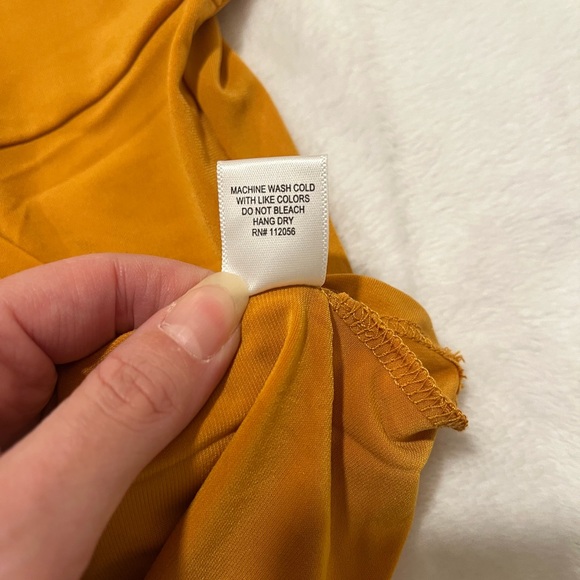 MACHINE WASH COLD
WITH LIKE COLORS
DO NOT BLEACH
HANG DRY
RN# 112056